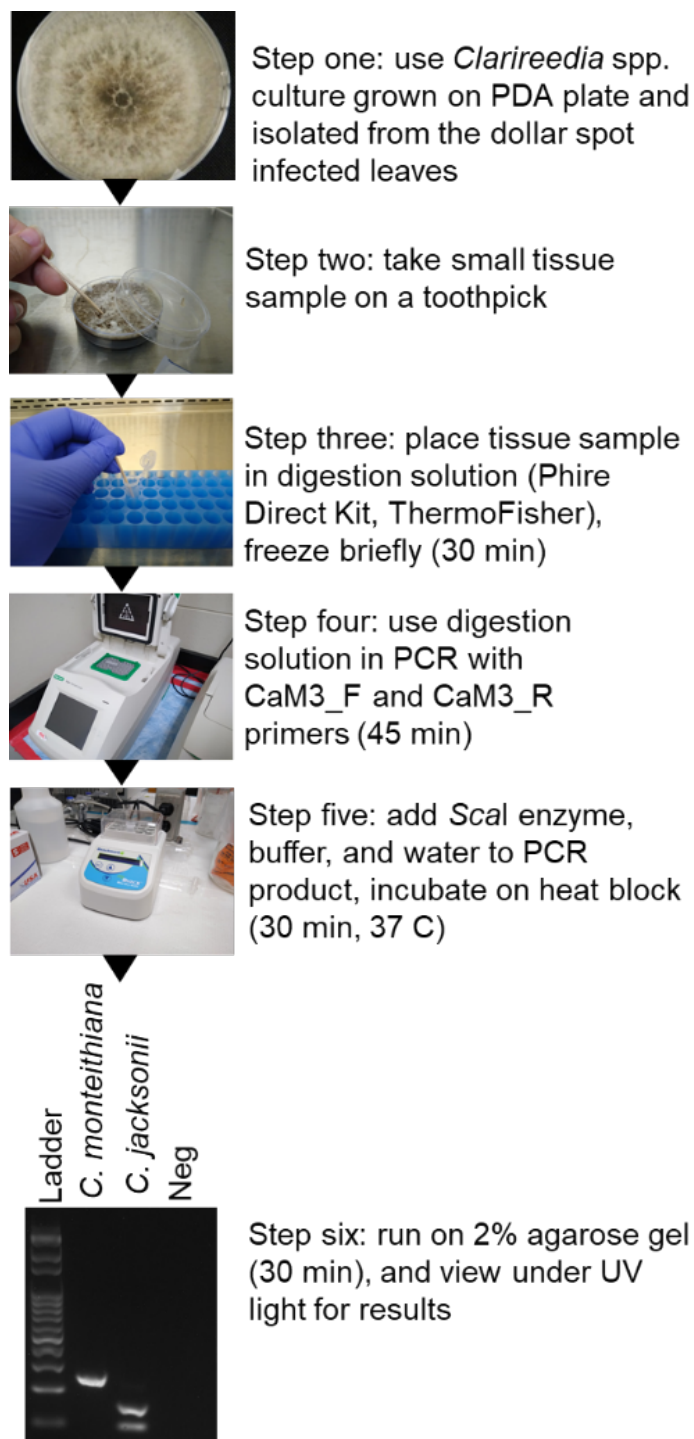 Step one: use Clarireedia spp.
culture grown on PDA plate and
isolated from the dollar spot
infected leaves
Step two: take small tissue
sample on a toothpick
Step three: place tissue sample
in digestion solution (Phire
Direct Kit, ThermoFisher),
freeze briefly (30 min)
Step four: use digestion
solution in PCR with
CaM3_F and CaM3_R
primers (45 min)
Step five: add ScaI enzyme,
buffer, and water to PCR
product, incubate on heat block
(30 min, 37 C)
Ladder
C. monteithiana
C. jacksonii
Neg
Step six: run on 2% agarose gel
(30 min), and view under UV
light for results